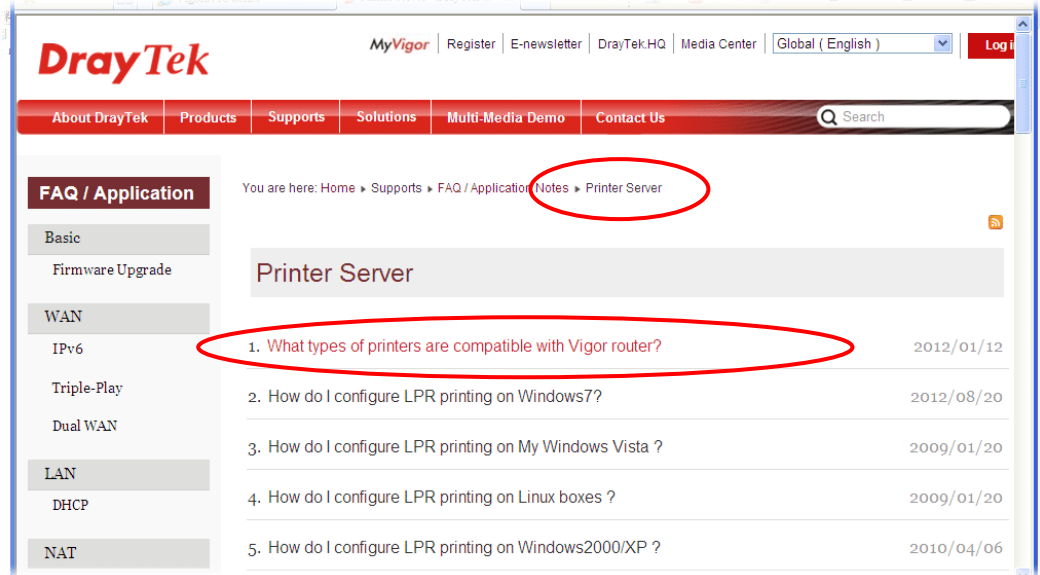 DrayTek
MyVigor Register E-newsletter DrayTek.HQ Media Center Global ( English )
About DrayTek Products Supports Solutions Multi-Media Demo Contact Us Search
FAQ / Application
You are here: Home ▸ Supports ▸ FAQ / Application Notes ▸ Printer Server
Basic
Firmware Upgrade
Printer Server
WAN
IPv6
1. What types of printers are compatible with Vigor router? 2012/01/12
Triple-Play
2. How do I configure LPR printing on Windows7? 2012/08/20
Dual WAN
3. How do I configure LPR printing on My Windows Vista ? 2009/01/20
LAN
4. How do I configure LPR printing on Linux boxes ? 2009/01/20
DHCP
5. How do I configure LPR printing on Windows2000/XP ? 2010/04/06
NAT